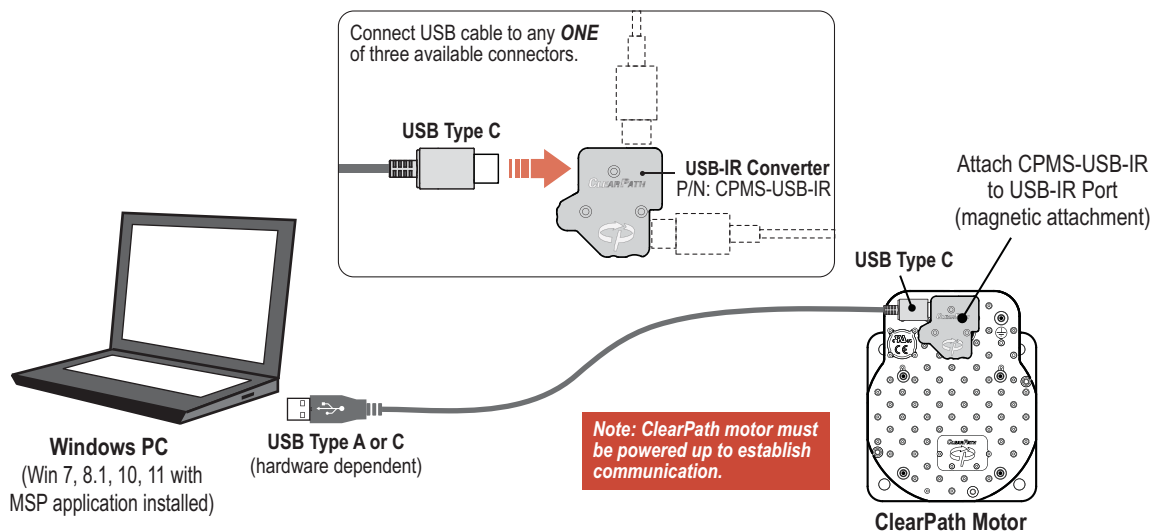 Connect USB cable to any ONE
of three available connectors.
USB Type C
USB-IR Converter
P/N: CPMS-USB-IR
CLEARPATH
Attach CPMS-USB-IR
to USB-IR Port
(magnetic attachment)
USB Type C
Windows PC
(Win 7, 8.1, 10, 11 with
MSP application installed)
USB Type A or C
(hardware dependent)
Note: ClearPath motor must
be powered up to establish
communication.
CE
CLEARPATH
ClearPath Motor